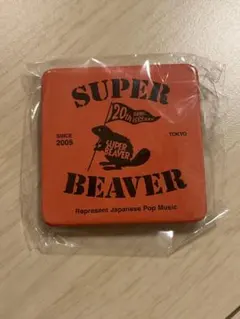 SUPER
20th
SINCE
2005
TOKYO
SUPER
BEAVER
BEAVER
Represent Japanese Pop Music